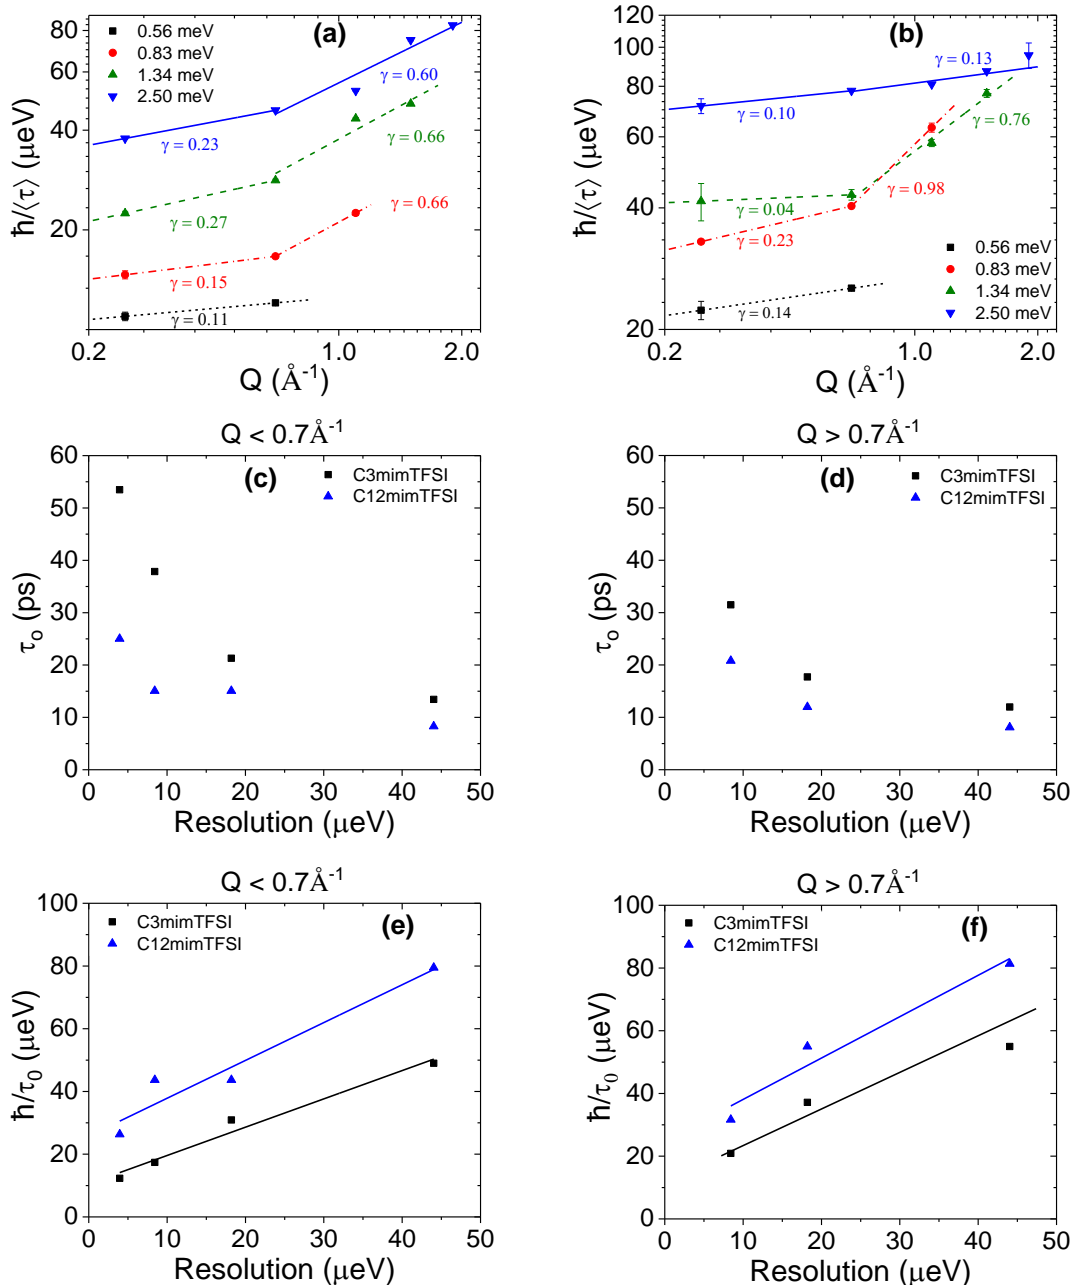 (a)
0.56 meV
0.83 meV
1.34 meV
2.50 meV
γ = 0.60
γ = 0.66
γ = 0.23
γ = 0.66
γ = 0.27
γ = 0.15
γ = 0.11
80
60
40
20
0.2
1.0
2.0
ħ/⟨τ⟩ (μeV)
Q (Å⁻¹)
(b)
γ = 0.13
γ = 0.10
γ = 0.76
γ = 0.98
γ = 0.04
γ = 0.23
γ = 0.14
0.56 meV
0.83 meV
1.34 meV
2.50 meV
120
100
80
60
40
20
0.2
1.0
2.0
ħ/⟨τ⟩ (μeV)
Q (Å⁻¹)
Q < 0.7Å⁻¹
(c)
C3mimTFSI
C12mimTFSI
60
50
40
30
20
10
0
0 10 20 30 40 50
τₒ (ps)
Resolution (μeV)
Q > 0.7Å⁻¹
(d)
C3mimTFSI
C12mimTFSI
60
50
40
30
20
10
0
0 10 20 30 40 50
τₒ (ps)
Resolution (μeV)
Q < 0.7Å⁻¹
(e)
C3mimTFSI
C12mimTFSI
100
80
60
40
20
0
0 10 20 30 40 50
ħ/τ₀ (μeV)
Resolution (μeV)
Q > 0.7Å⁻¹
(f)
C3mimTFSI
C12mimTFSI
100
80
60
40
20
0
0 10 20 30 40 50
ħ/τ₀ (μeV)
Resolution (μeV)